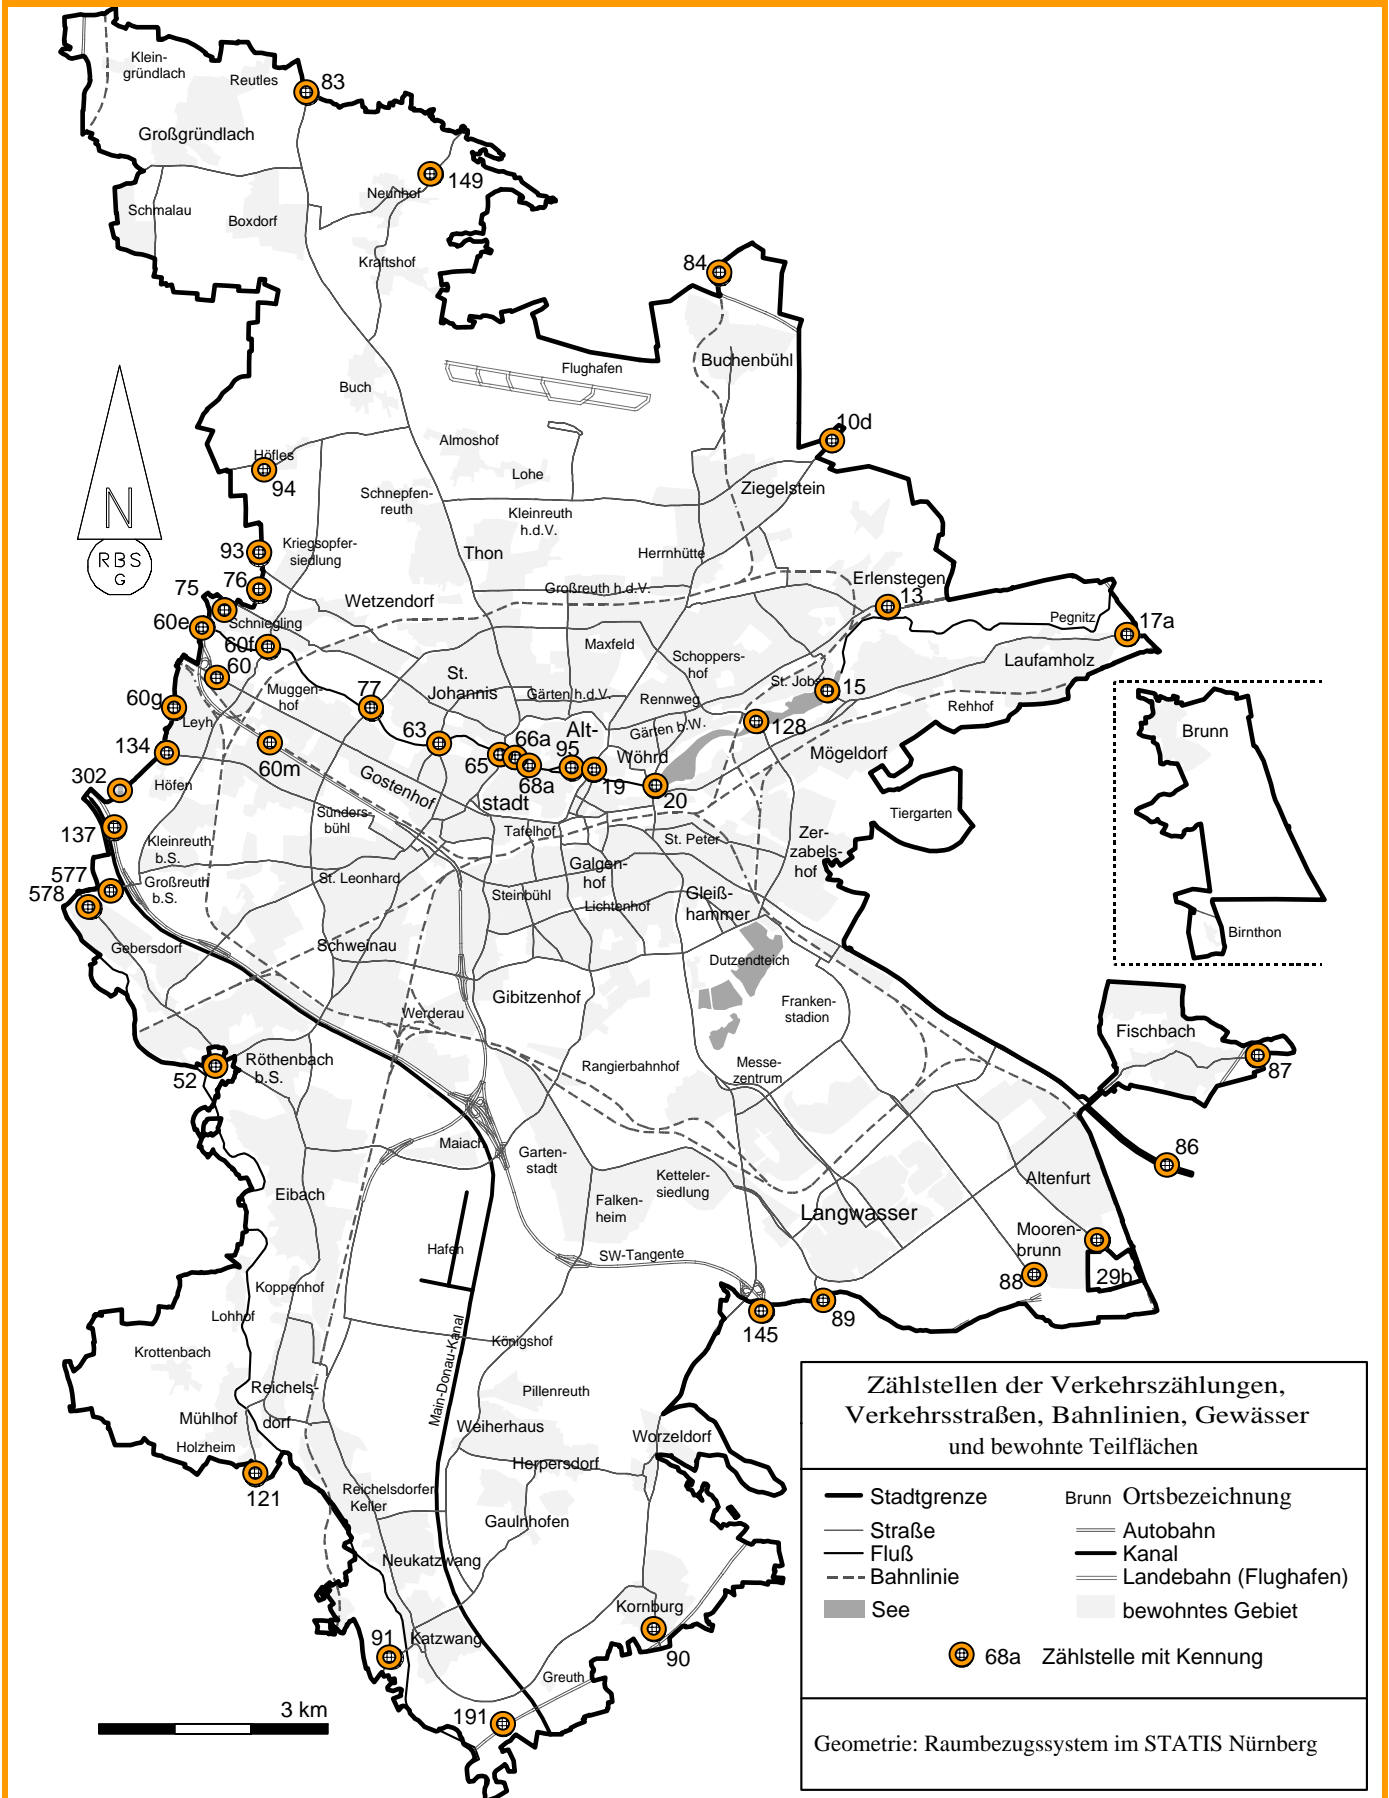 Klein-
gründlach
Reutles
83
Großgründlach
149
Neunhof
Schmalau
Boxdorf
Kraftshof
84
Buchenbühl
Flughafen
Buch
10d
Almoshof
Höfles
94
Lohe
Ziegelstein
Schnepfen-
reuth
Kleinreuth
h.d.V.
N
RBS
G
93
Kriegsopfer-
siedlung
Thon
Herrnhütte
75
76
Großreuth h.d.V.
Erlenstegen
13
Wetzendorf
Pegnitz
17a
60e
Schniegling
60f
Maxfeld
Schoppers-
hof
Laufamholz
60
St.
Johannis
St. Jobst
15
Muggen-
hof
77
Gärten h.d.V.
Rennweg
Rehhof
60g
Leyh
63
66a
Alt-
Gärten b.W.
128
Brunn
134
60m
65
95
Wöhrd
Mögeldorf
302
Höfen
Gostenhof
68a
19
20
stadt
Tiergarten
137
Sünders-
bühl
Tafelhof
St. Peter
Zer-
zabels-
hof
Kleinreuth
b.S.
577
578
Großreuth
b.S.
St. Leonhard
Galgen-
hof
Steinbühl
Gleiß-
hammer
Lichtenhof
Birnthon
Gebersdorf
Schweinau
Dutzendteich
Gibitzenhof
Franken-
stadion
Werderau
Fischbach
52
Röthenbach
b.S.
Rangierbahnhof
Messe-
zentrum
87
Maiach
Garten-
stadt
86
Eibach
Ketteler-
siedlung
Altenfurt
Falken-
heim
Langwasser
Mooren-
brunn
Hafen
SW-Tangente
88
29b
Koppenhof
Lohhof
145
89
Krottenbach
Main-Donau-Kanal
Königshof
Reichels-
dorf
Pillenreuth
Mühlhof
Weiherhaus
Holzheim
Worzeldorf
Herpersdorf
121
Reichelsdorfer
Keller
Gaulnhofen
Neukatzwang
Kornburg
91
Katzwang
90
Greuth
191
3 km
Zählstellen der Verkehrszählungen,
Verkehrsstraßen, Bahnlinien, Gewässer
und bewohnte Teilflächen
Stadtgrenze
Brunn Ortsbezeichnung
Straße
Autobahn
Fluß
Kanal
Bahnlinie
Landebahn (Flughafen)
See
bewohntes Gebiet
68a Zählstelle mit Kennung
Geometrie: Raumbezugssystem im STATIS Nürnberg